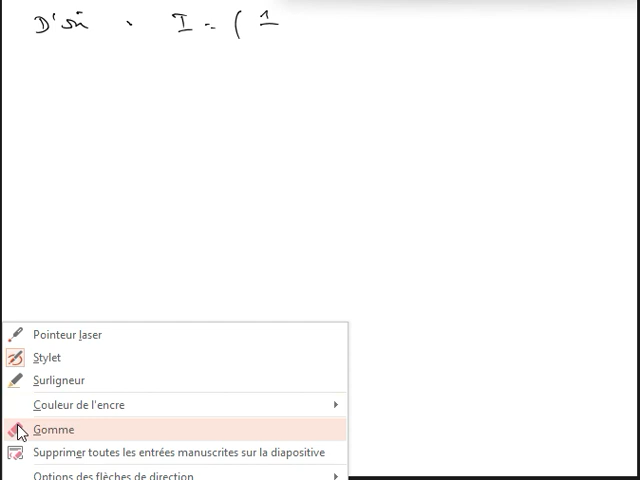 D'où : I = ( 1
Pointeur laser
Stylet
Surligneur
Couleur de l'encre
Gomme
Supprimer toutes les entrées manuscrites sur la diapositive
Options des flèches de direction